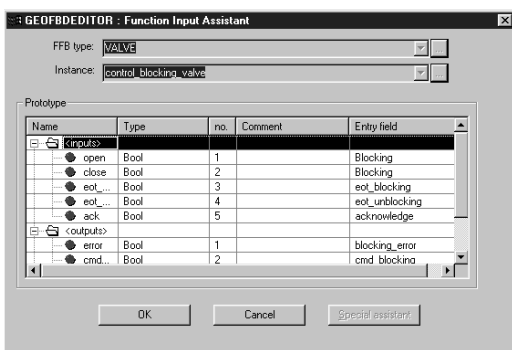 GEOFBDEDITOR : Function Input Assistant
FFB type: VALVE
Instance: control_blocking_valve
Prototype
Name Type no. Comment Entry field
<inputs>
open Bool 1 Blocking
close Bool 2 Blocking
eot_... Bool 3 eot_blocking
eot_... Bool 4 eot_unblocking
ack Bool 5 acknowledge
<outputs>
error Bool 1 blocking_error
cmd... Bool 2 cmd_blocking
OK Cancel Special assistant